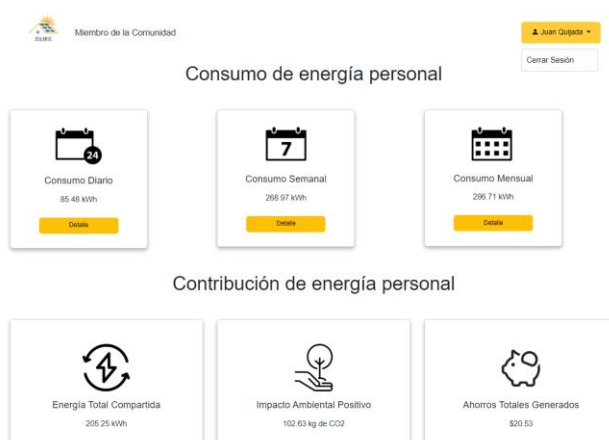 SOLARIS
Miembro de la Comunidad
Juan Quijada
Cerrar Sesión
Consumo de energía personal
24
7
Consumo Diario
Consumo Semanal
Consumo Mensual
85.48 kWh
268.97 kWh
286.71 kWh
Detalle
Detalle
Detalle
Contribución de energía personal
Energía Total Compartida
Impacto Ambiental Positivo
Ahorros Totales Generados
205.25 kWh
102.63 kg de CO2
$20.53